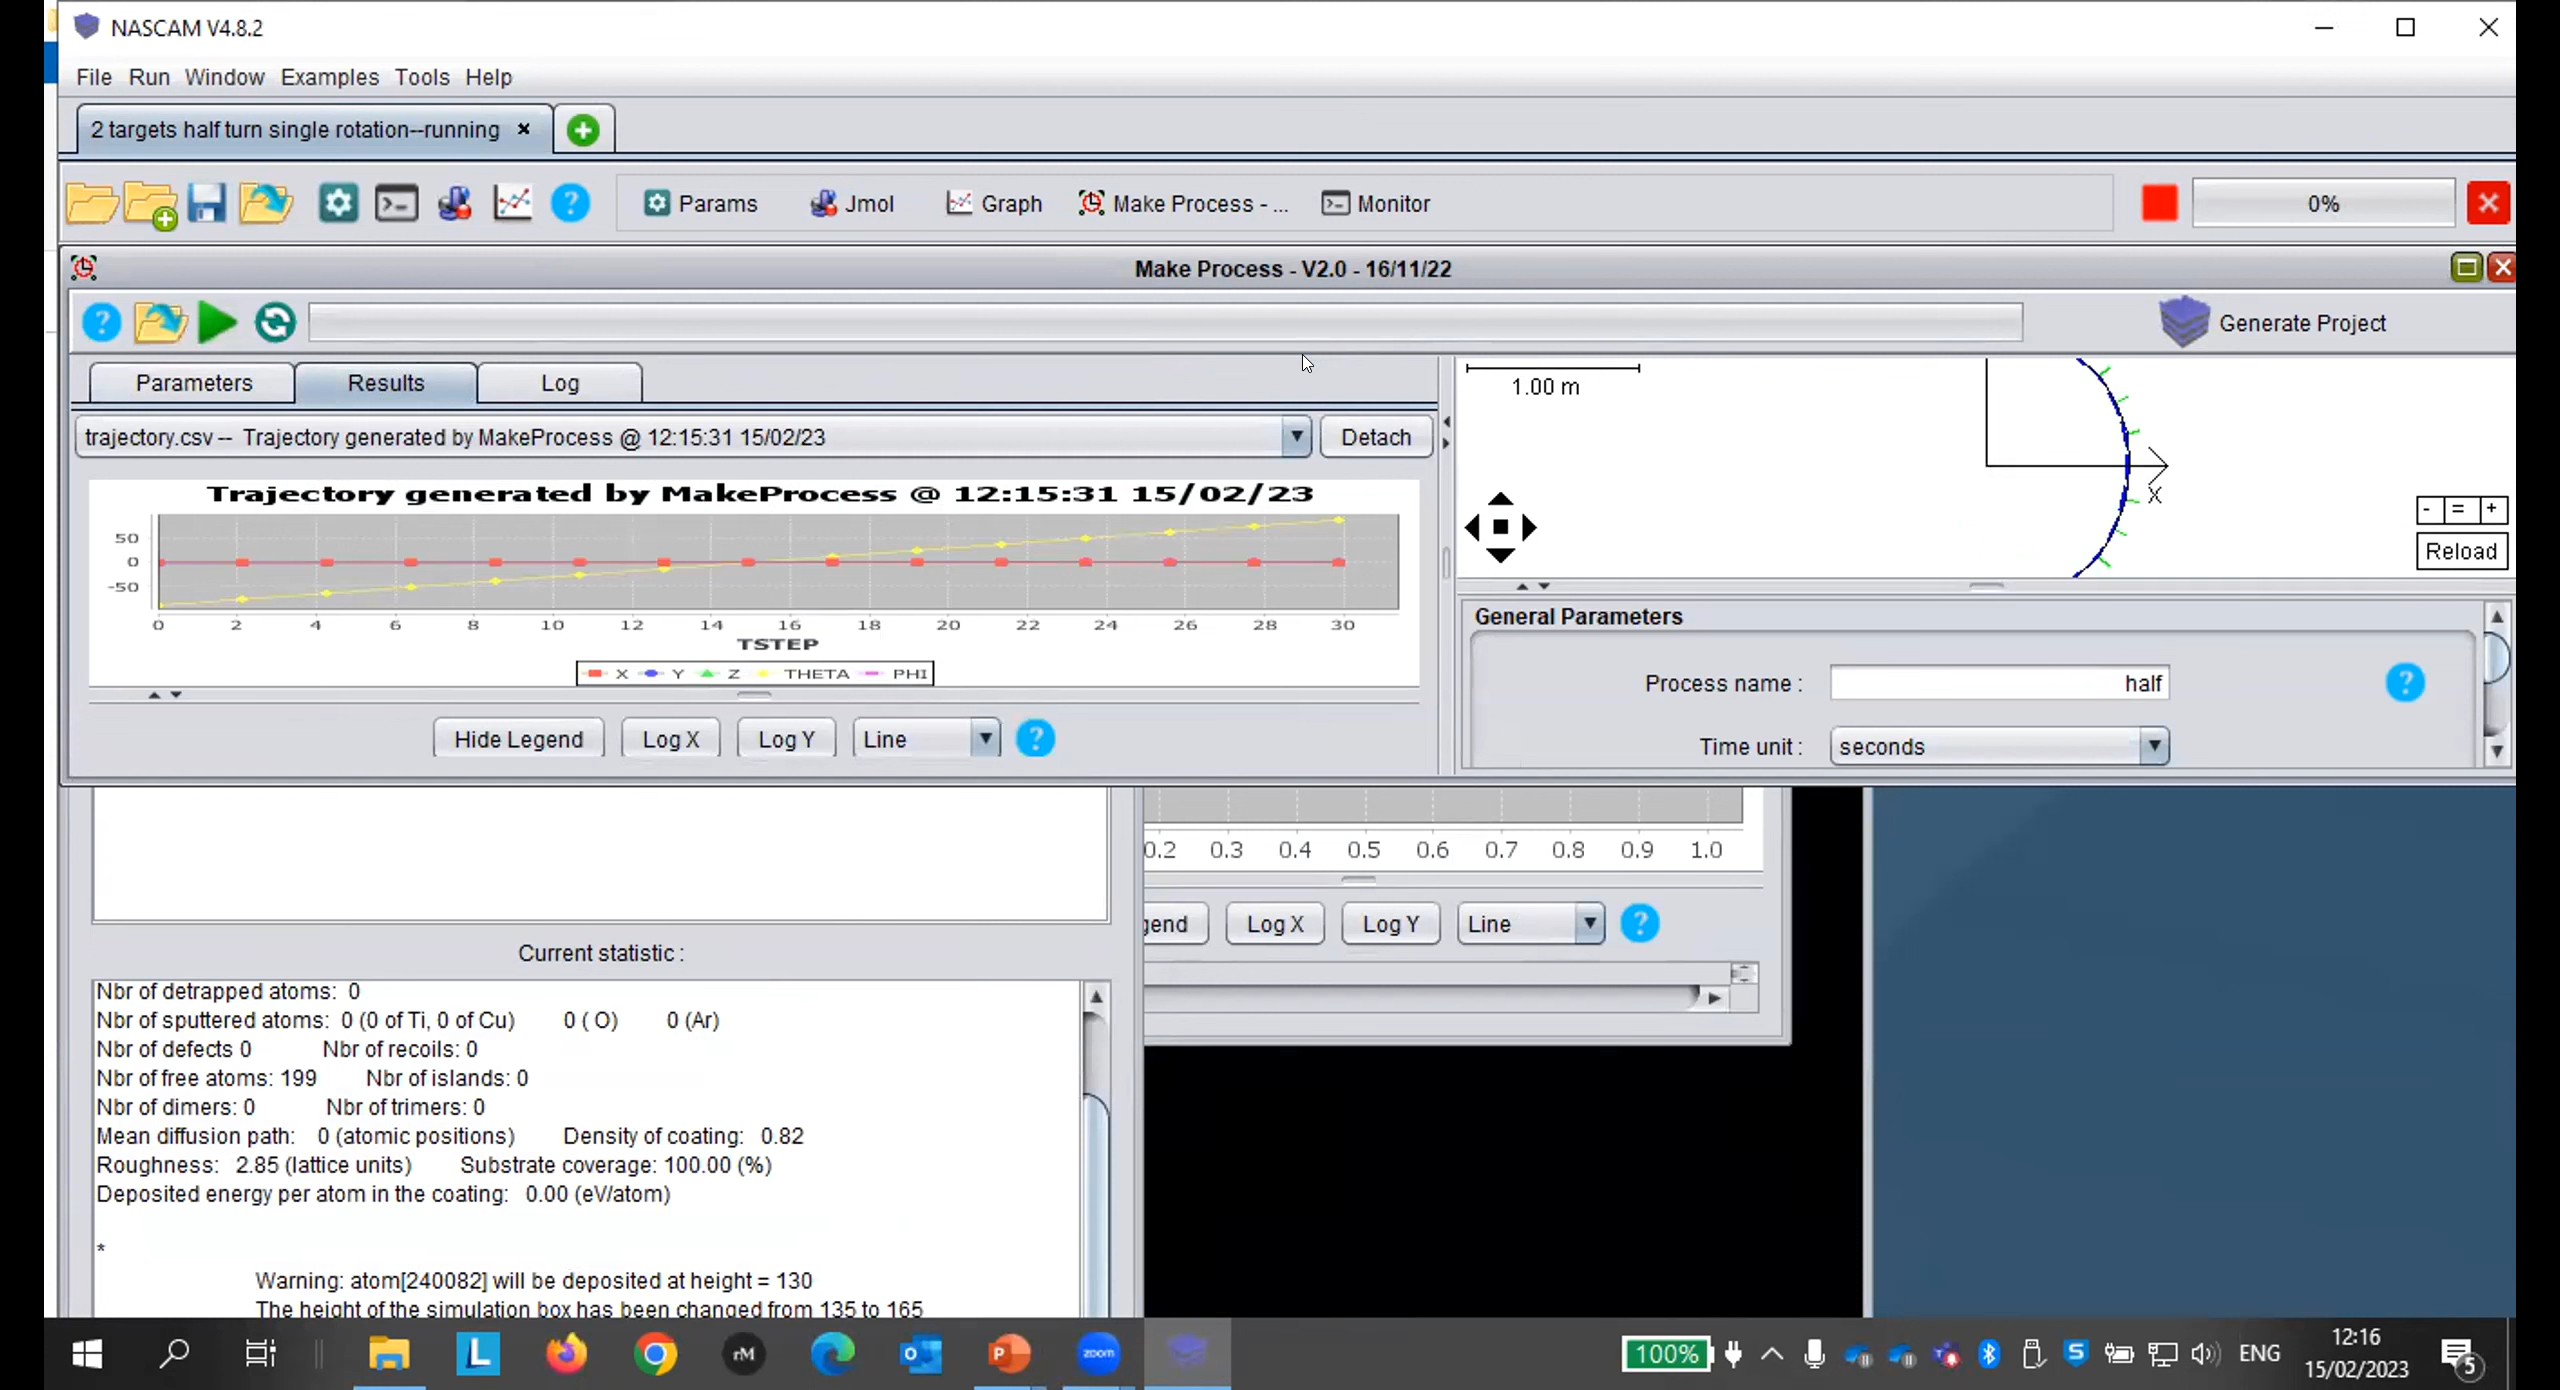 NASCAM V4.8.2
File Run Window Examples Tools Help
2 targets half turn single rotation--running
Params Jmol Graph Make Process - ... Monitor 0%
Make Process - V2.0 - 16/11/22
Generate Project
Parameters Results Log
trajectory.csv -- Trajectory generated by MakeProcess @ 12:15:31 15/02/23 Detach
Trajectory generated by MakeProcess @ 12:15:31 15/02/23
50
0
-50
0 2 4 6 8 10 12 14 16 18 20 22 24 26 28 30
TSTEP
X Y Z THETA PHI
Hide Legend Log X Log Y Line
1.00 m
X
- = +
Reload
General Parameters
Process name : half
Time unit : seconds
0.2 0.3 0.4 0.5 0.6 0.7 0.8 0.9 1.0
gend Log X Log Y Line
Current statistic :
Nbr of detrapped atoms: 0
Nbr of sputtered atoms: 0 (0 of Ti, 0 of Cu) 0 ( O) 0 (Ar)
Nbr of defects 0 Nbr of recoils: 0
Nbr of free atoms: 199 Nbr of islands: 0
Nbr of dimers: 0 Nbr of trimers: 0
Mean diffusion path: 0 (atomic positions) Density of coating: 0.82
Roughness: 2.85 (lattice units) Substrate coverage: 100.00 (%)
Deposited energy per atom in the coating: 0.00 (eV/atom)
*
Warning: atom[240082] will be deposited at height = 130
The height of the simulation box has been changed from 135 to 165
L rM O P zoom 100% S ENG 12:16
15/02/2023 5